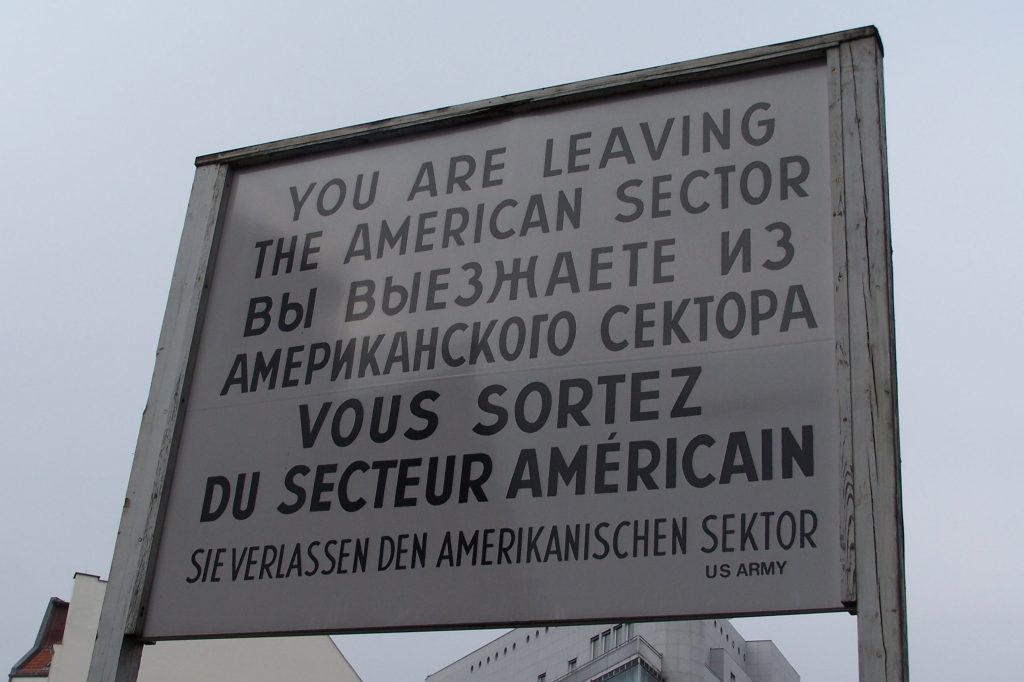 YOU ARE LEAVING
THE AMERICAN SECTOR
ВЫ ВЫЕЗЖАЕТЕ ИЗ
АМЕРИКАНСКОГО СЕКТОРА
VOUS SORTEZ
DU SECTEUR AMÉRICAIN
SIE VERLASSEN DEN AMERIKANISCHEN SEKTOR
US ARMY